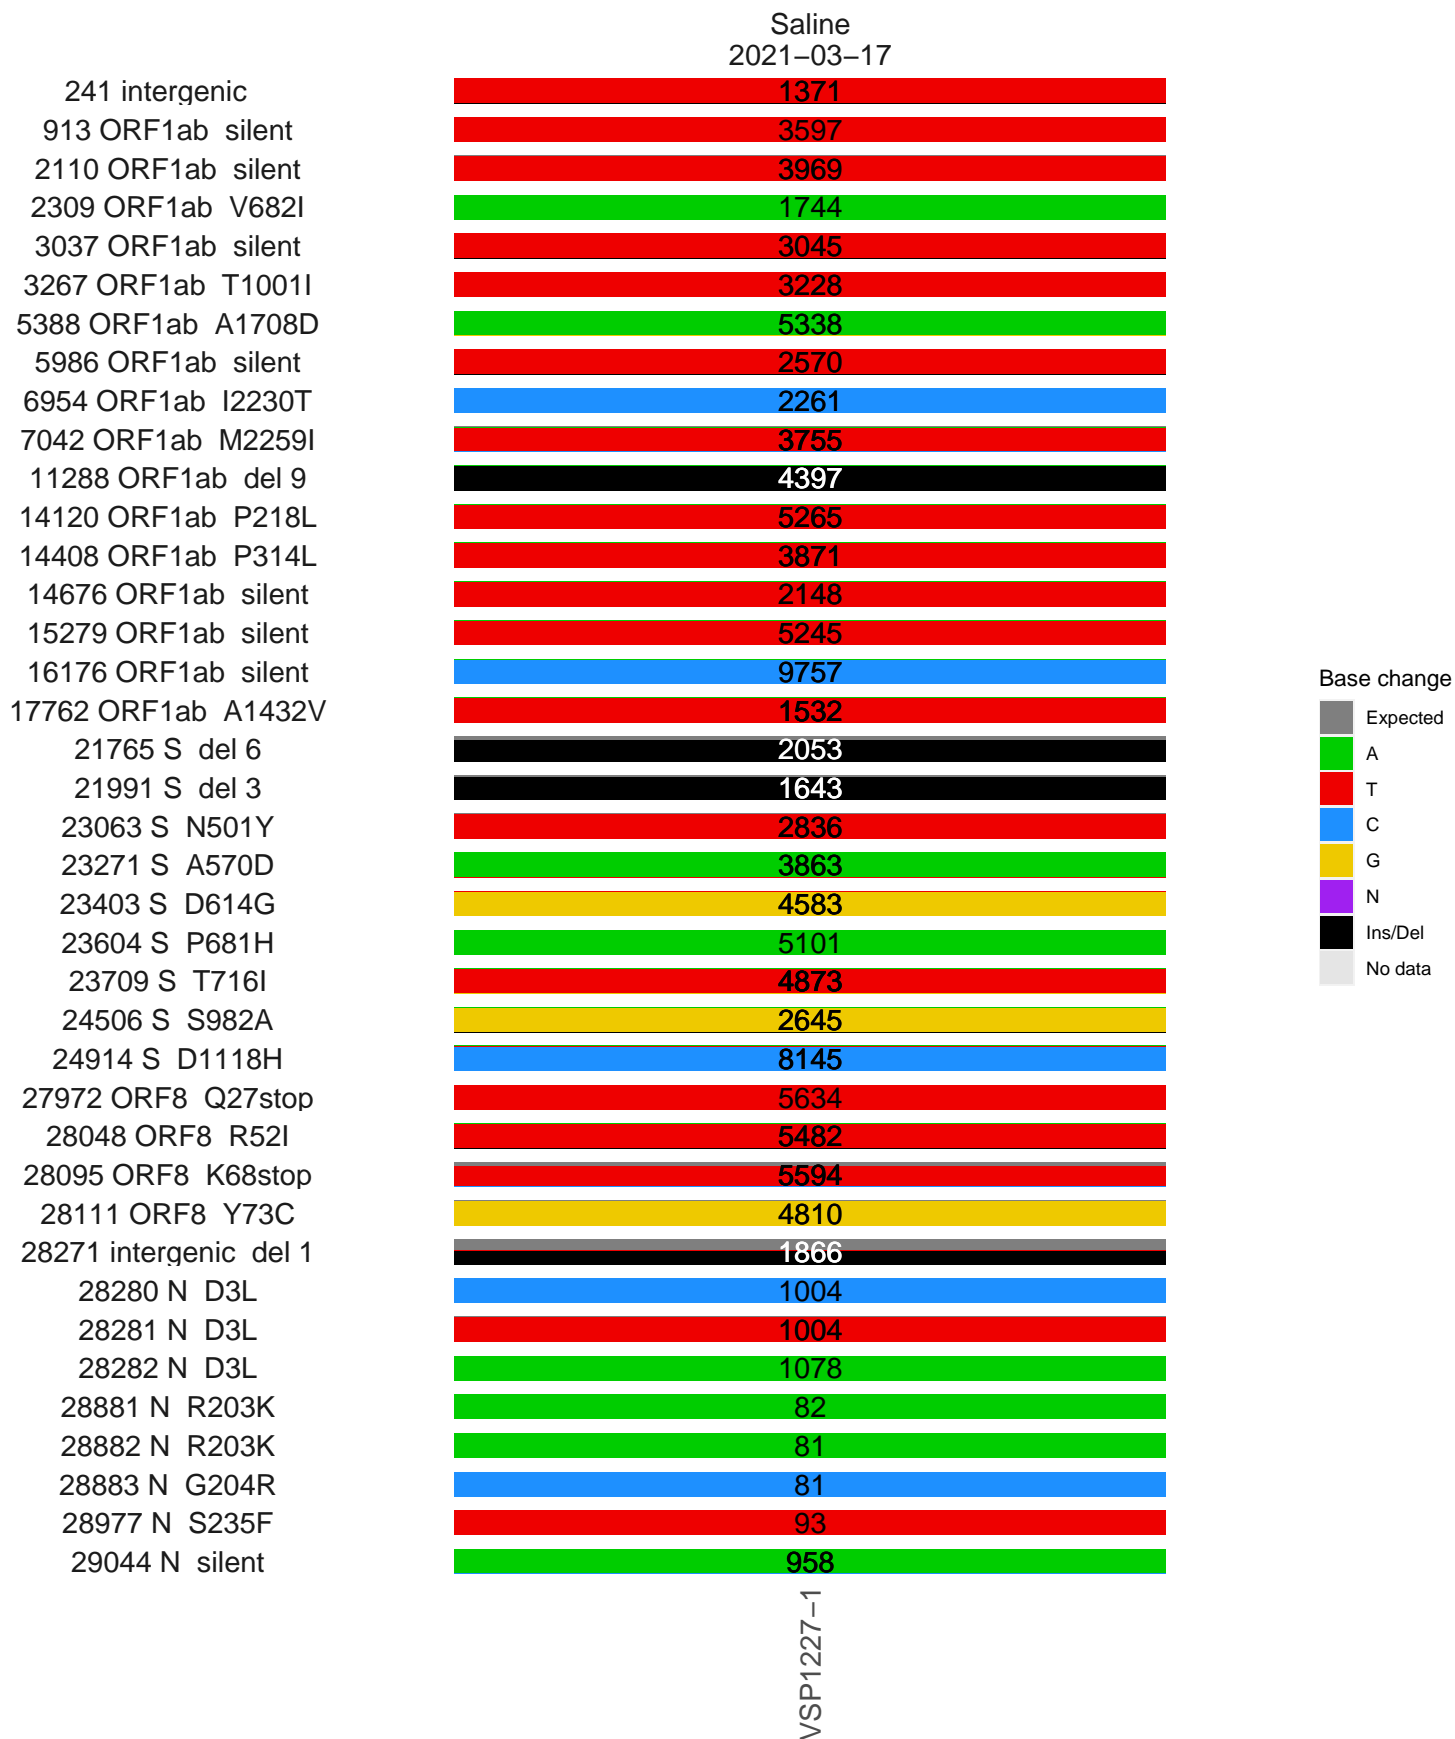 Saline
2021−03−17
241 intergenic 1371
913 ORF1ab silent 3597
2110 ORF1ab silent 3969
2309 ORF1ab V682I 1744
3037 ORF1ab silent 3045
3267 ORF1ab T1001I 3228
5388 ORF1ab A1708D 5338
5986 ORF1ab silent 2570
6954 ORF1ab I2230T 2261
7042 ORF1ab M2259I 3755
11288 ORF1ab del 9 4397
14120 ORF1ab P218L 5265
14408 ORF1ab P314L 3871
14676 ORF1ab silent 2148
15279 ORF1ab silent 5245
16176 ORF1ab silent 9757
17762 ORF1ab A1432V 1532
21765 S del 6 2053
21991 S del 3 1643
23063 S N501Y 2836
23271 S A570D 3863
23403 S D614G 4583
23604 S P681H 5101
23709 S T716I 4873
24506 S S982A 2645
24914 S D1118H 8145
27972 ORF8 Q27stop 5634
28048 ORF8 R52I 5482
28095 ORF8 K68stop 5594
28111 ORF8 Y73C 4810
28271 intergenic del 1 1866
28280 N D3L 1004
28281 N D3L 1004
28282 N D3L 1078
28881 N R203K 82
28882 N R203K 81
28883 N G204R 81
28977 N S235F 93
29044 N silent 958
VSP1227−1
Base change
Expected
A
T
C
G
N
Ins/Del
No data